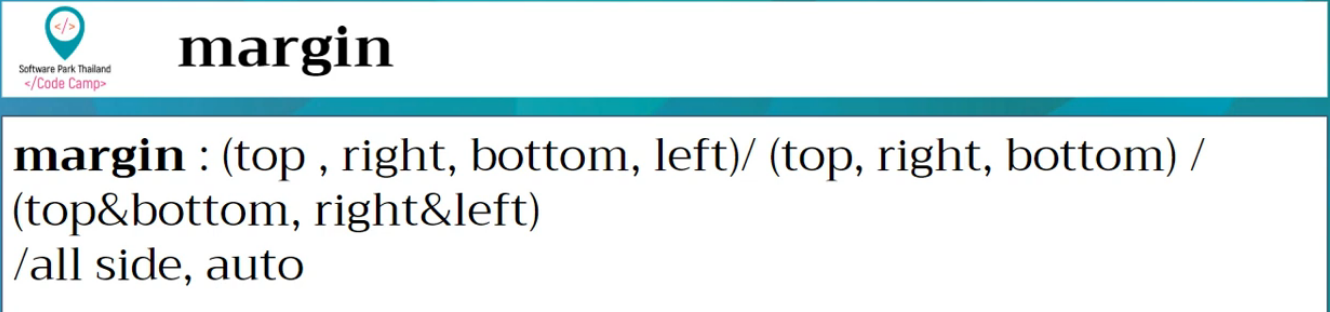 </>
Software Park Thailand
</Code Camp>
margin
margin : (top , right, bottom, left)/ (top, right, bottom) /
(top&bottom, right&left)
/all side, auto